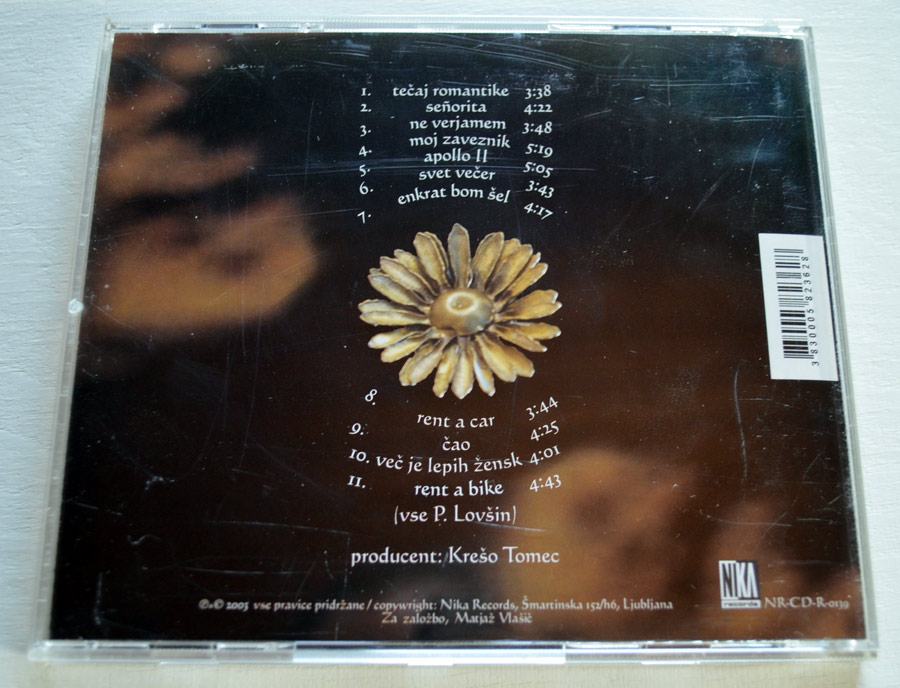 1. tečaj romantike 3:38
2. señorita 4:22
3. ne verjamem 3:48
4. moj zaveznik 5:19
5. apollo II 5:05
6. svet večer 3:43
7. enkrat bom šel 4:17
8. rent a car 3:44
9. čao 4:25
10. več je lepih žensk 4:01
11. rent a bike 4:43
(vse P. Lovšin)
producent: Krešo Tomec
℗&© 2005 vse pravice pridržane / copyright: Nika Records, Šmartinska 152/h6, Ljubljana
Za založbo, Matjaž Vlašič
NIKA
records
NR-CD-R-0139
3 830005 823628